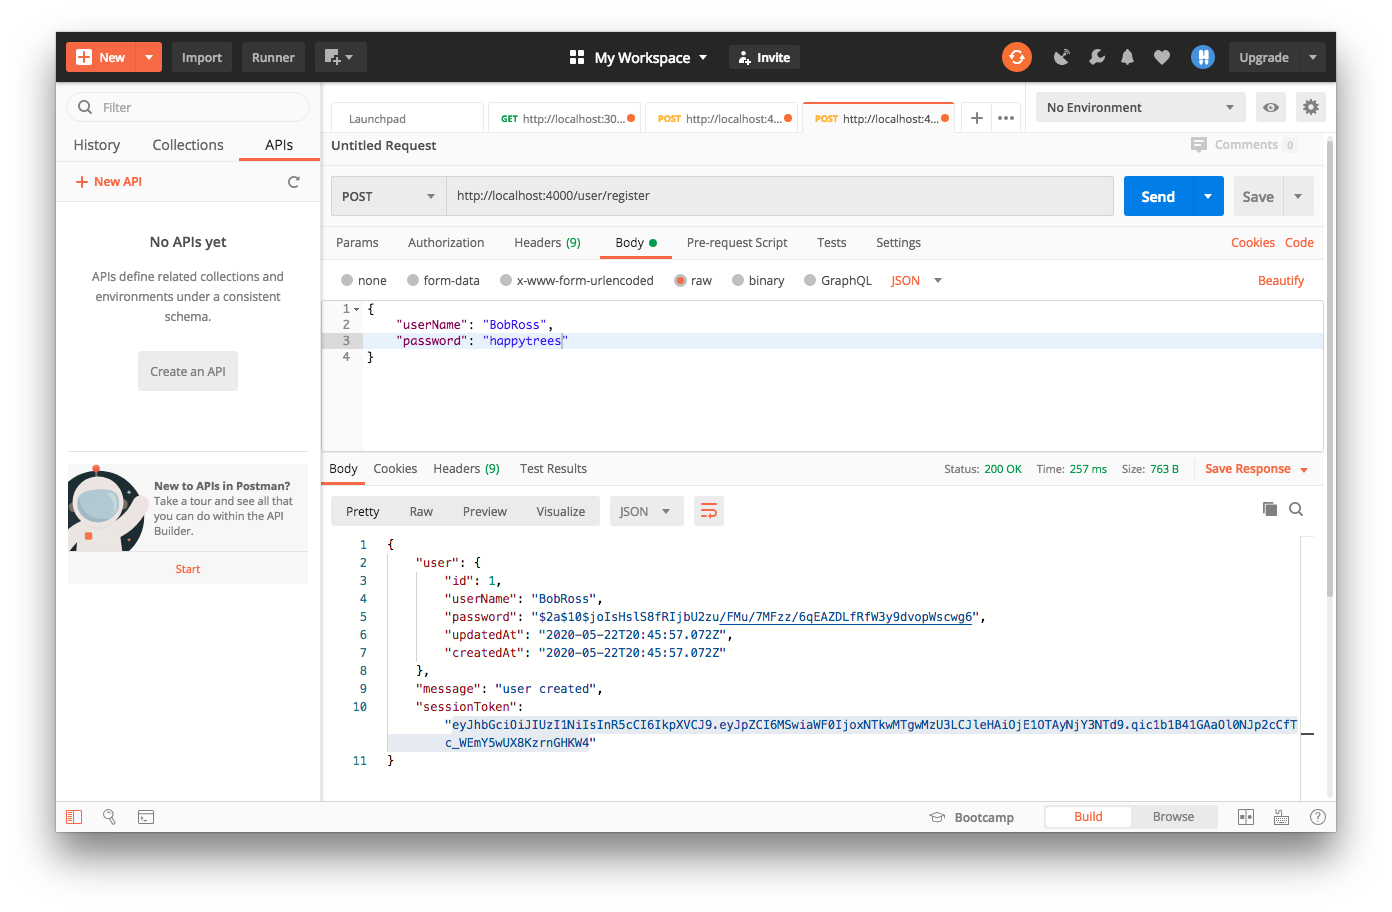 New
Import
Runner
My Workspace
Invite
Upgrade
Filter
History
Collections
APIs
New API
No APIs yet
APIs define related collections and
environments under a consistent
schema.
Create an API
New to APIs in Postman?
Take a tour and see all that
you can do within the API
Builder.
Start
Launchpad
GET http://localhost:30...
POST http://localhost:4...
POST http://localhost:4...
No Environment
Untitled Request
Comments 0
POST
http://localhost:4000/user/register
Send
Save
Params
Authorization
Headers (9)
Body
Pre-request Script
Tests
Settings
Cookies
Code
none
form-data
x-www-form-urlencoded
raw
binary
GraphQL
JSON
Beautify
1 {
2 "userName": "BobRoss",
3 "password": "happytrees"
4 }
Body
Cookies
Headers (9)
Test Results
Status: 200 OK
Time: 257 ms
Size: 763 B
Save Response
Pretty
Raw
Preview
Visualize
JSON
1 {
2 "user": {
3 "id": 1,
4 "userName": "BobRoss",
5 "password": "$2a$10$joIsHslS8fRIjbU2zu/FMu/7MFzz/6qEAZDLfRfW3y9dvopWscwg6",
6 "updatedAt": "2020-05-22T20:45:57.072Z",
7 "createdAt": "2020-05-22T20:45:57.072Z"
8 },
9 "message": "user created",
10 "sessionToken":
"eyJhbGciOiJIUzI1NiIsInR5cCI6IkpXVCJ9.eyJpZCI6MSwiaWF0IjoxNTkwMTgwMzU3LCJleHAiOjE1OTAyNjY3NTd9.qic1b1B41GAaOl0NJp2cCfT
c_WEmY5wUX8KzrnGHKW4"
11 }
Bootcamp
Build
Browse